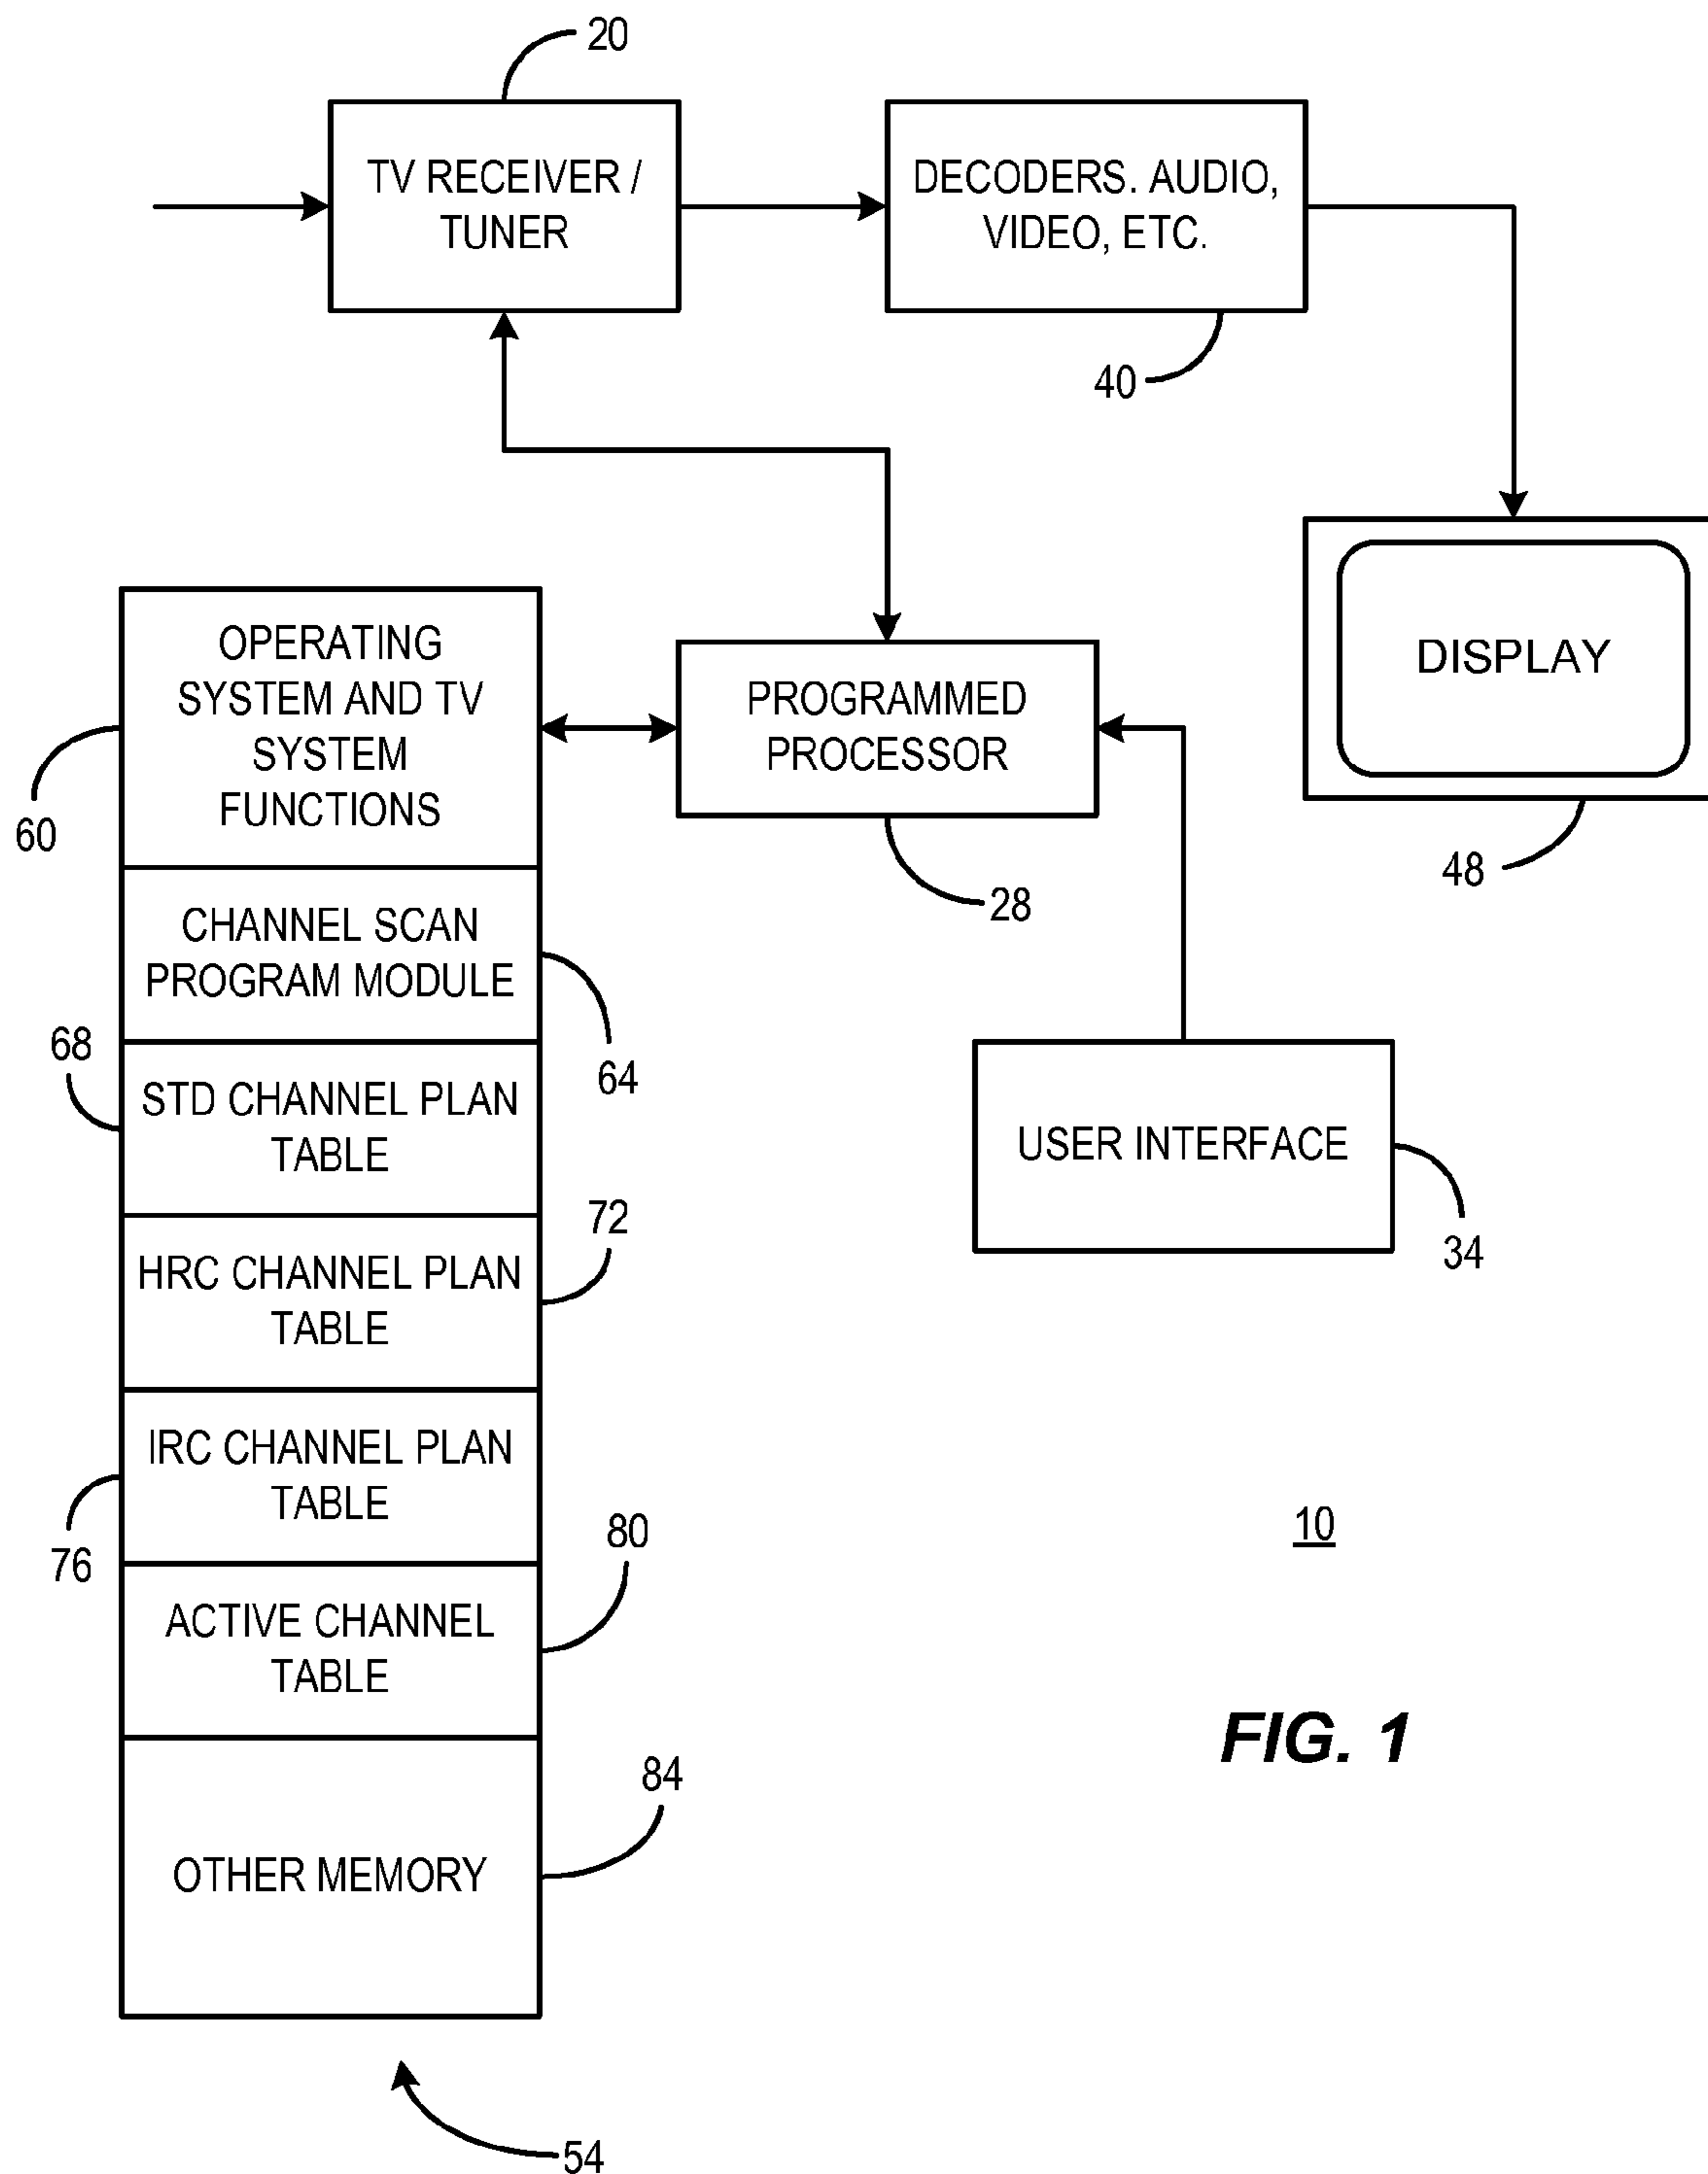 20
TV RECEIVER /
TUNER
DECODERS. AUDIO,
VIDEO, ETC.
40
OPERATING
SYSTEM AND TV
SYSTEM
FUNCTIONS
60
PROGRAMMED
PROCESSOR
28
DISPLAY
48
CHANNEL SCAN
PROGRAM MODULE
64
68
STD CHANNEL PLAN
TABLE
USER INTERFACE
34
72
HRC CHANNEL PLAN
TABLE
IRC CHANNEL PLAN
TABLE
76
10
80
ACTIVE CHANNEL
TABLE
FIG. 1
84
OTHER MEMORY
54